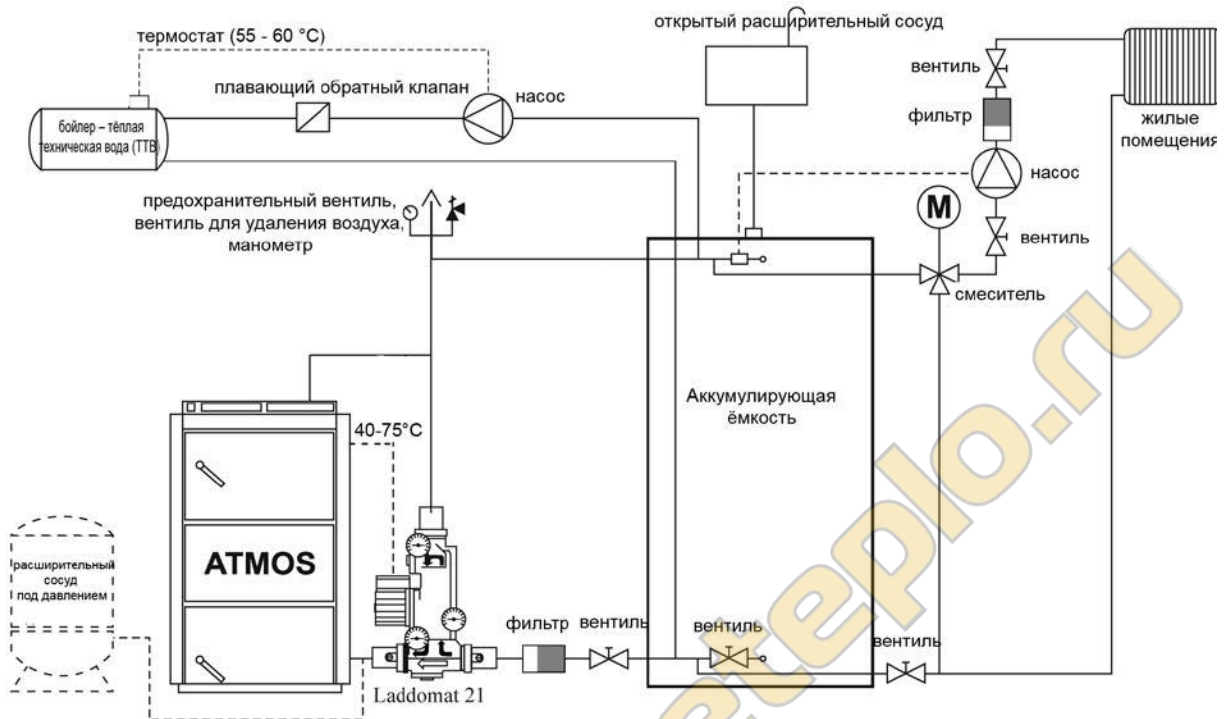 термостат (55 - 60 °C)
плавающий обратный клапан
насос
бойлер – тёплая
техническая вода (ТТВ)
открытый расширительный сосуд
вентиль
фильтр
жилые
помещения
насос
вентиль
M
смеситель
предохранительный вентиль,
вентиль для удаления воздуха,
манометр
Аккумулирующая
ёмкость
40-75°C
ATMOS
расширительный
сосуд
под давлением
Laddomat 21
фильтр
вентиль
вентиль
вентиль
eteplo.ru